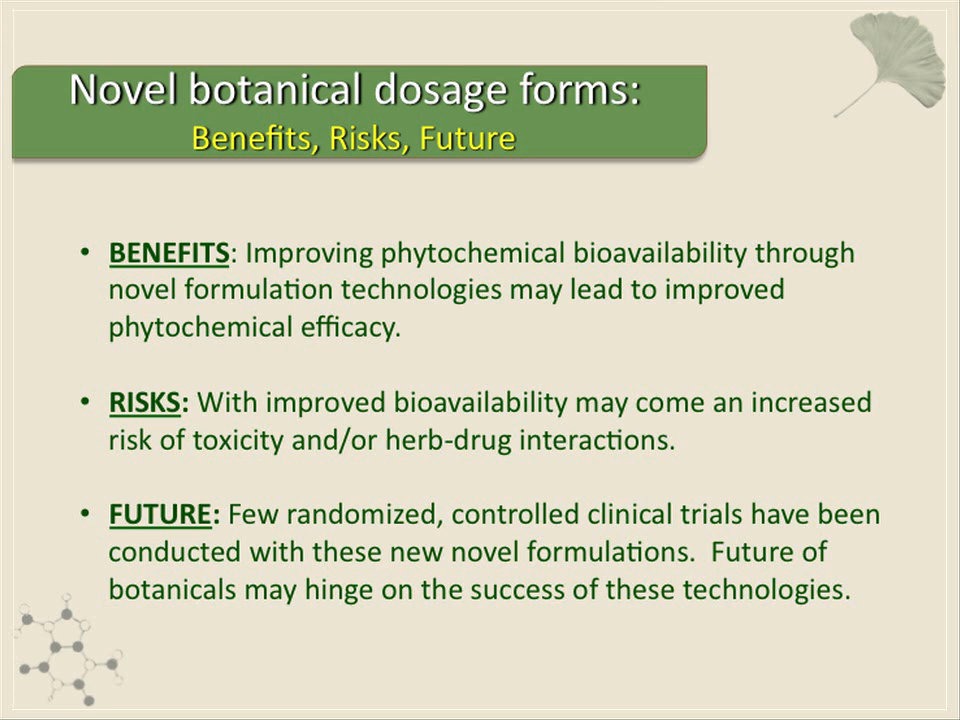 Novel botanical dosage forms:
Benefits, Risks, Future
• BENEFITS: Improving phytochemical bioavailability through
novel formulation technologies may lead to improved
phytochemical efficacy.
• RISKS: With improved bioavailability may come an increased
risk of toxicity and/or herb-drug interactions.
• FUTURE: Few randomized, controlled clinical trials have been
conducted with these new novel formulations.  Future of
botanicals may hinge on the success of these technologies.